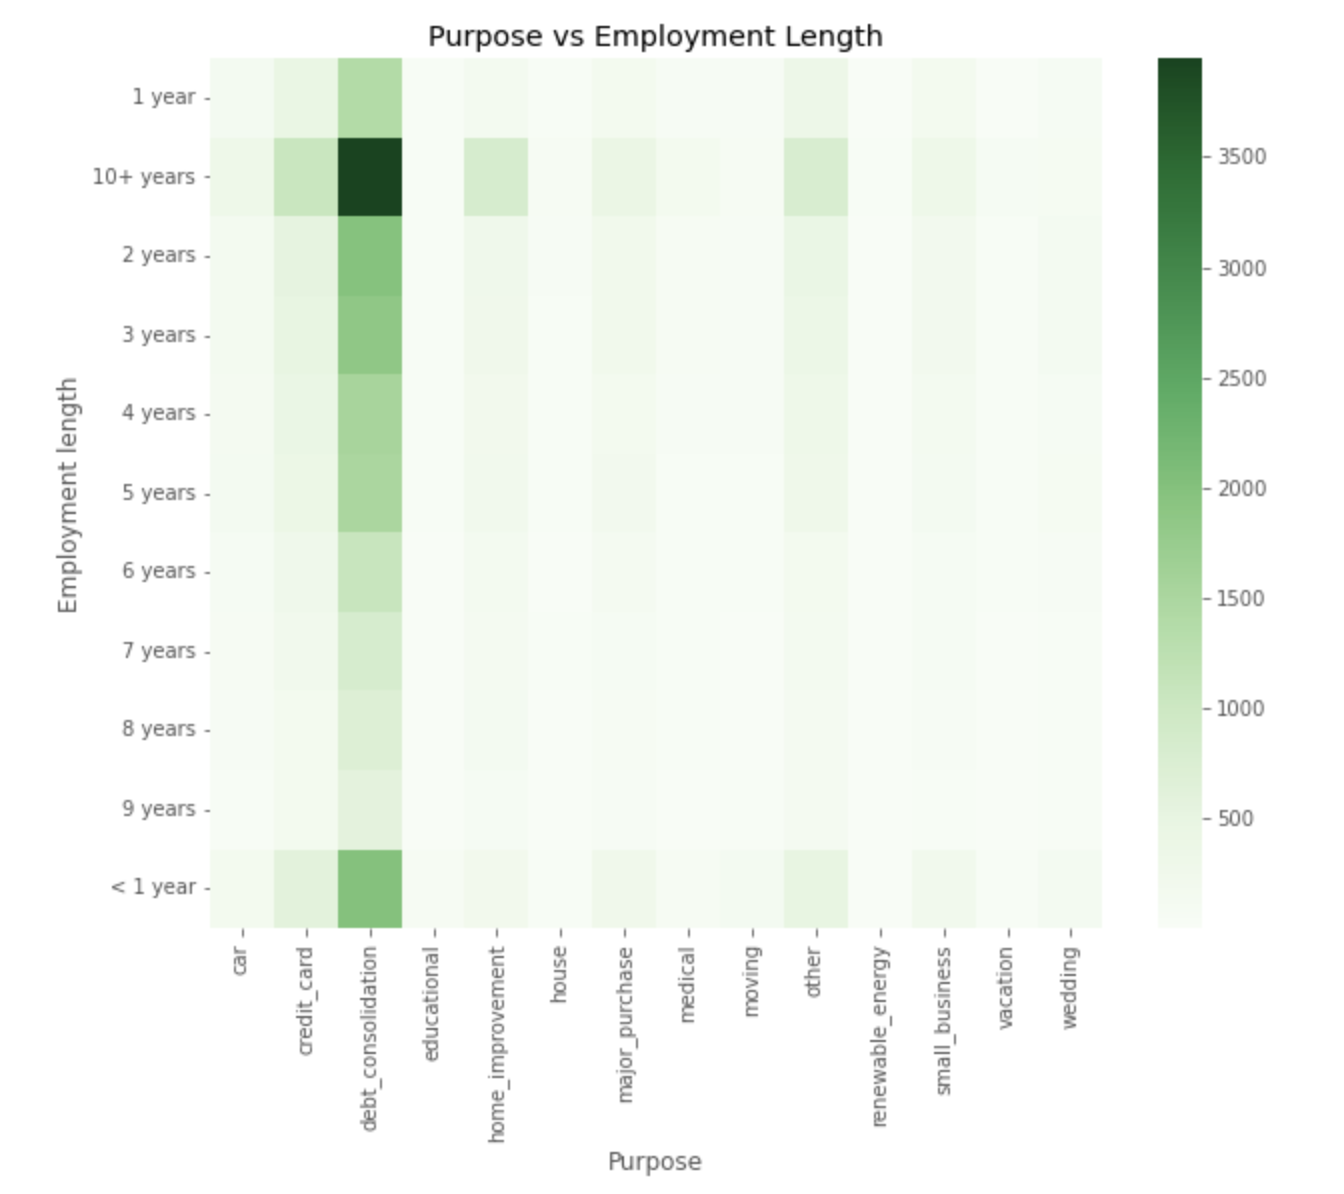 Purpose vs Employment Length
1 year
10+ years
2 years
3 years
4 years
5 years
6 years
7 years
8 years
9 years
< 1 year
Employment length
car
credit_card
debt_consolidation
educational
home_improvement
house
major_purchase
medical
moving
other
renewable_energy
small_business
vacation
wedding
Purpose
3500
3000
2500
2000
1500
1000
500